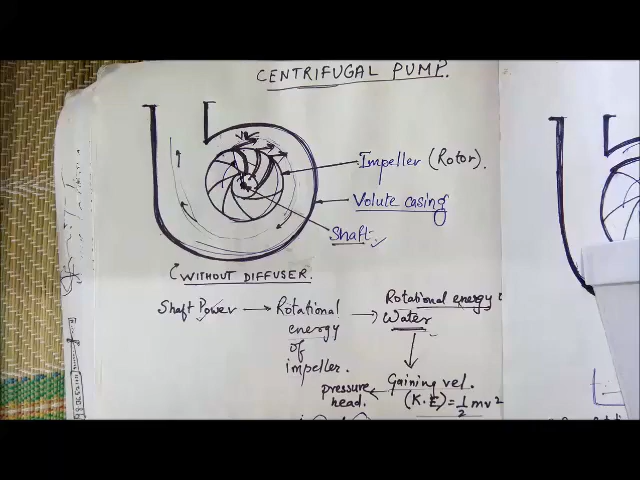 CENTRIFUGAL PUMP.
Impeller (Rotor).
Volute casing
Shaft.
WITHOUT DIFFUSER.
Shaft Power → Rotational energy of impeller. → Rotational energy Water
Gaining vel.
(K.E) = 1/2 mv²
pressure head.